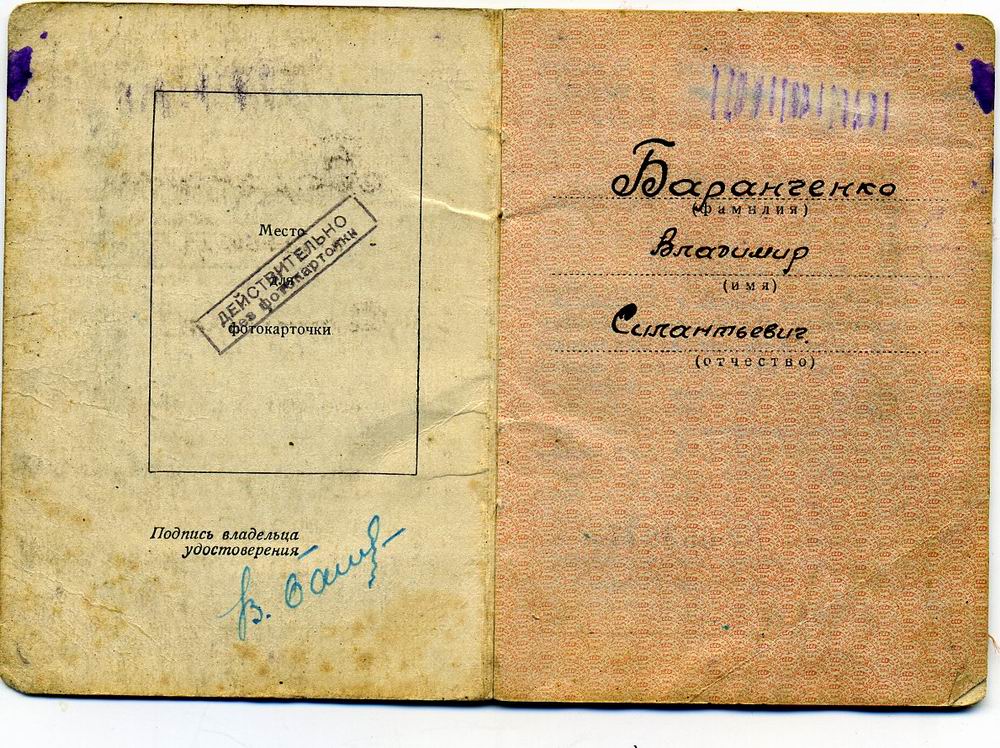 Место
для
фотокарточки
ДЕЙСТВИТЕЛЬНО
без фотокарточки
Подпись владельца
удостоверения
Баранченко
(фамилия)
Владимир
(имя)
Силантьевич.
(отчество)